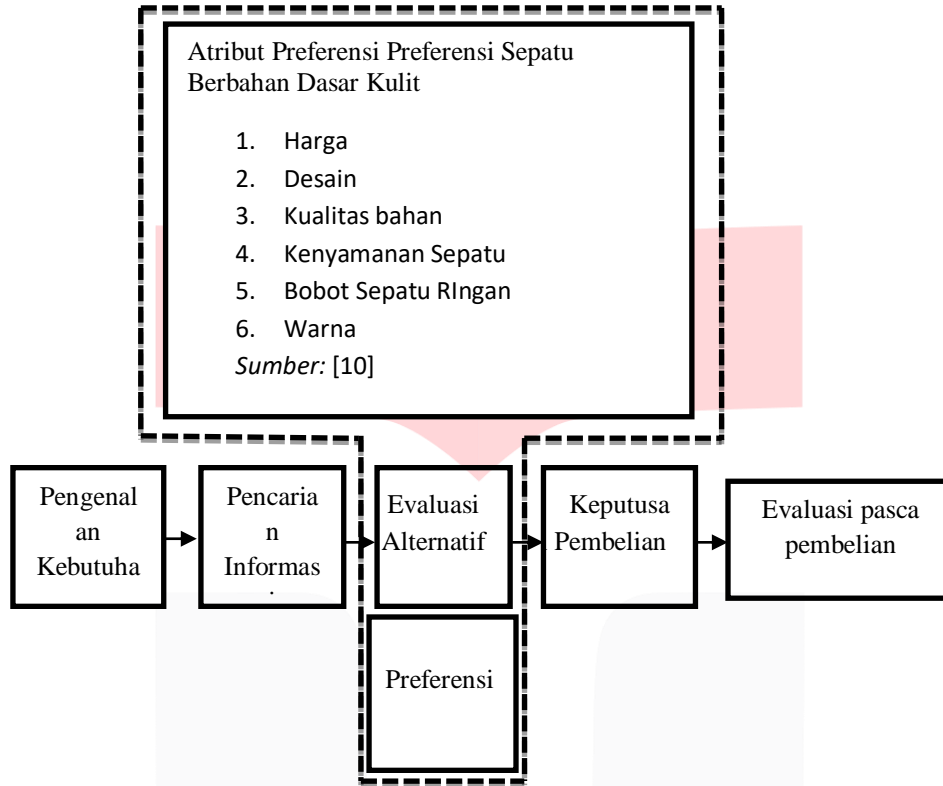 Atribut Preferensi Preferensi Sepatu
Berbahan Dasar Kulit
1. Harga
2. Desain
3. Kualitas bahan
4. Kenyamanan Sepatu
5. Bobot Sepatu RIngan
6. Warna
Sumber: [10]
Pengenal
an
Kebutuha
Pencaria
n
Informas
Evaluasi
Alternatif
Keputusa
Pembelian
Evaluasi pasca
pembelian
Preferensi